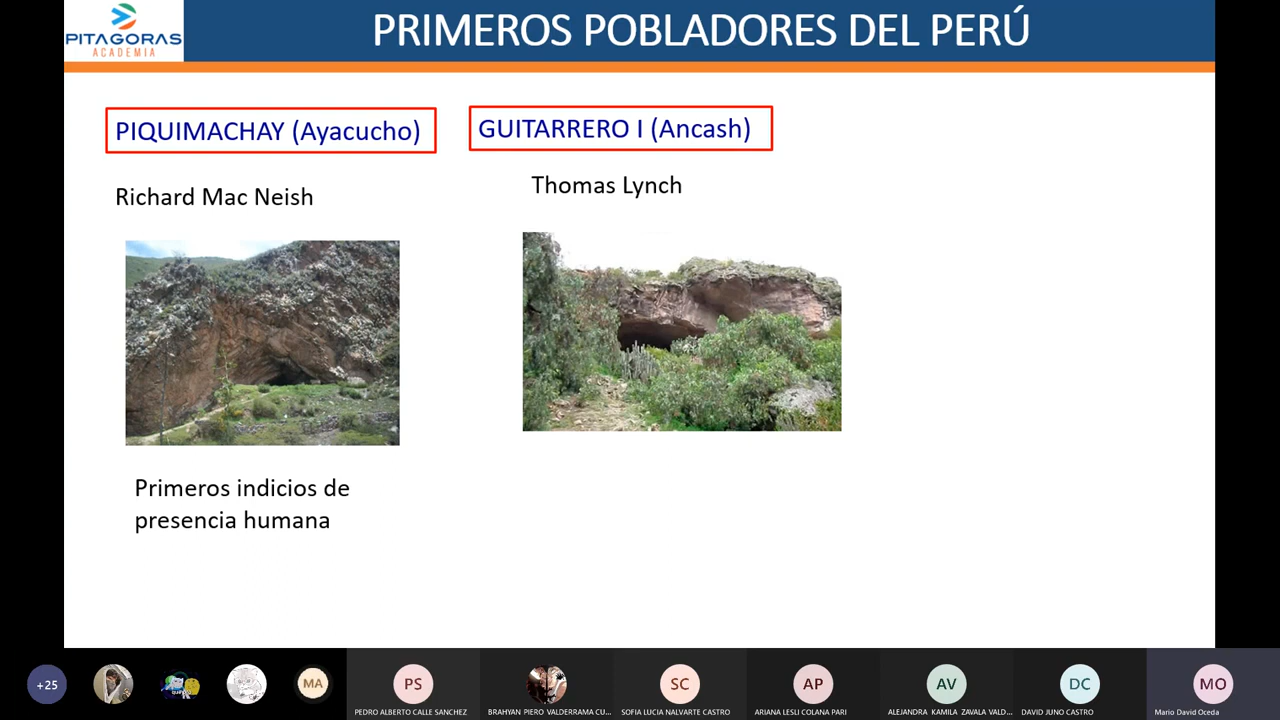 PITAGORAS
ACADEMIA
PRIMEROS POBLADORES DEL PERÚ
PIQUIMACHAY (Ayacucho)
GUITARRERO I (Ancash)
Richard Mac Neish
Thomas Lynch
Primeros indicios de
presencia humana
+25
MA
PS
SC
AP
AV
DC
MO
PEDRO ALBERTO CALLE SANCHEZ
BRAHYAN PIERO VALDERRAMA CU...
SOFIA LUCIA NALVARTE CASTRO
ARIANA LESLI COLANA PARI
ALEJANDRA KAMILA ZAVALA VALD...
DAVID JUNO CASTRO
Mario David Oceda